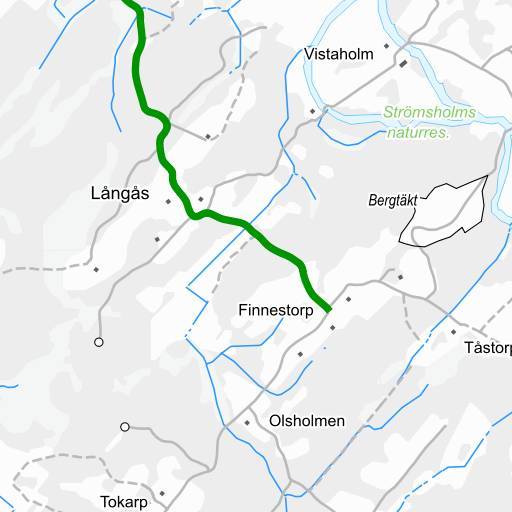 Vistaholm
Strömsholms
naturres.
Långås
Bergtäkt
Finnestorp
Tåstorp
Olsholmen
Tokarp